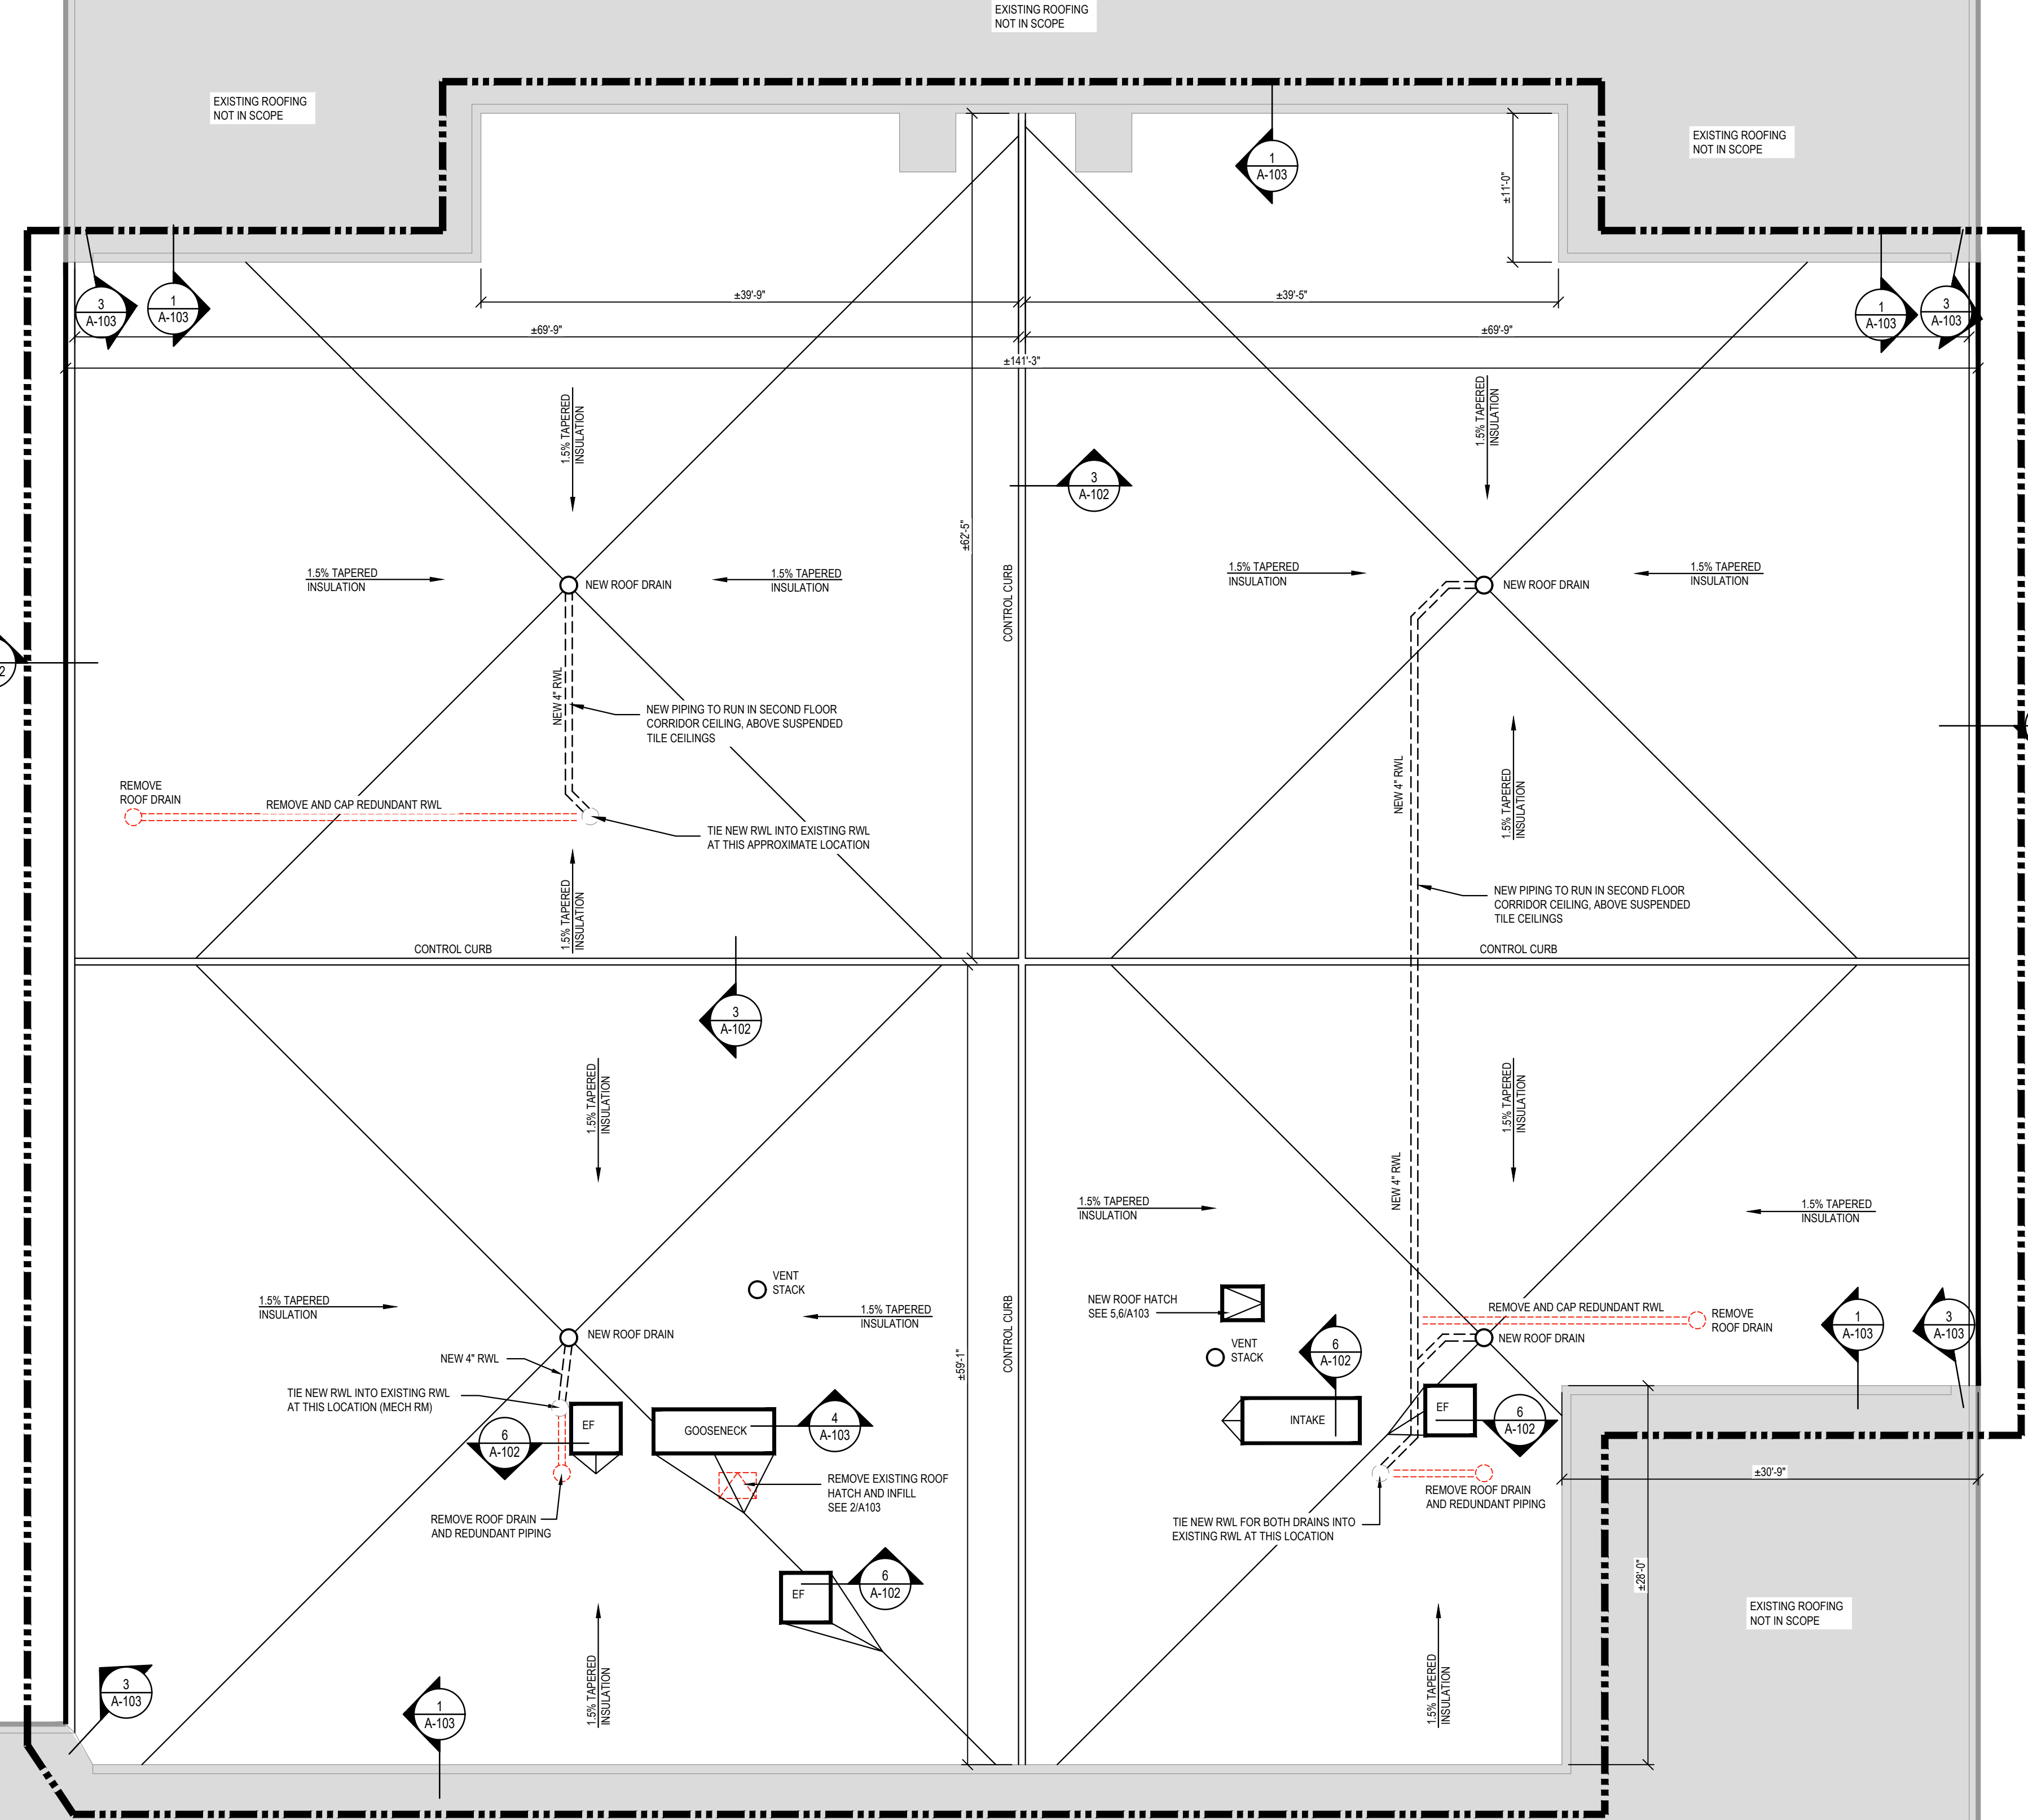 EXISTING ROOFING
NOT IN SCOPE
EXISTING ROOFING
NOT IN SCOPE
EXISTING ROOFING
NOT IN SCOPE
1
A-103
±11'-0"
3
A-103
1
A-103
±39'-9"
±39'-5"
1
A-103
3
A-103
±69'-9"
±69'-9"
±141'-3"
1.5% TAPERED
INSULATION
1.5% TAPERED
INSULATION
3
A-102
±62'-5"
1.5% TAPERED
INSULATION
1.5% TAPERED
INSULATION
1.5% TAPERED
INSULATION
1.5% TAPERED
INSULATION
NEW ROOF DRAIN
NEW ROOF DRAIN
CONTROL CURB
2
NEW 4" RWL
NEW PIPING TO RUN IN SECOND FLOOR
CORRIDOR CEILING, ABOVE SUSPENDED
TILE CEILINGS
NEW 4" RWL
1.5% TAPERED
INSULATION
REMOVE
ROOF DRAIN
REMOVE AND CAP REDUNDANT RWL
TIE NEW RWL INTO EXISTING RWL
AT THIS APPROXIMATE LOCATION
1.5% TAPERED
INSULATION
NEW PIPING TO RUN IN SECOND FLOOR
CORRIDOR CEILING, ABOVE SUSPENDED
TILE CEILINGS
CONTROL CURB
CONTROL CURB
3
A-102
1.5% TAPERED
INSULATION
1.5% TAPERED
INSULATION
NEW 4" RWL
1.5% TAPERED
INSULATION
1.5% TAPERED
INSULATION
VENT
STACK
1.5% TAPERED
INSULATION
1.5% TAPERED
INSULATION
NEW ROOF HATCH
SEE 5,6/A103
REMOVE AND CAP REDUNDANT RWL
REMOVE
ROOF DRAIN
1
A-103
3
A-103
NEW ROOF DRAIN
CONTROL CURB
VENT
STACK
6
A-102
NEW ROOF DRAIN
NEW 4" RWL
±59'-1"
TIE NEW RWL INTO EXISTING RWL
AT THIS LOCATION (MECH RM)
EF
GOOSENECK
4
A-103
INTAKE
EF
6
A-102
6
A-102
±30'-9"
REMOVE EXISTING ROOF
HATCH AND INFILL
SEE 2/A103
REMOVE ROOF DRAIN
AND REDUNDANT PIPING
REMOVE ROOF DRAIN
AND REDUNDANT PIPING
TIE NEW RWL FOR BOTH DRAINS INTO
EXISTING RWL AT THIS LOCATION
EF
6
A-102
±28'-0"
EXISTING ROOFING
NOT IN SCOPE
3
A-103
1
A-103
1.5% TAPERED
INSULATION
1.5% TAPERED
INSULATION